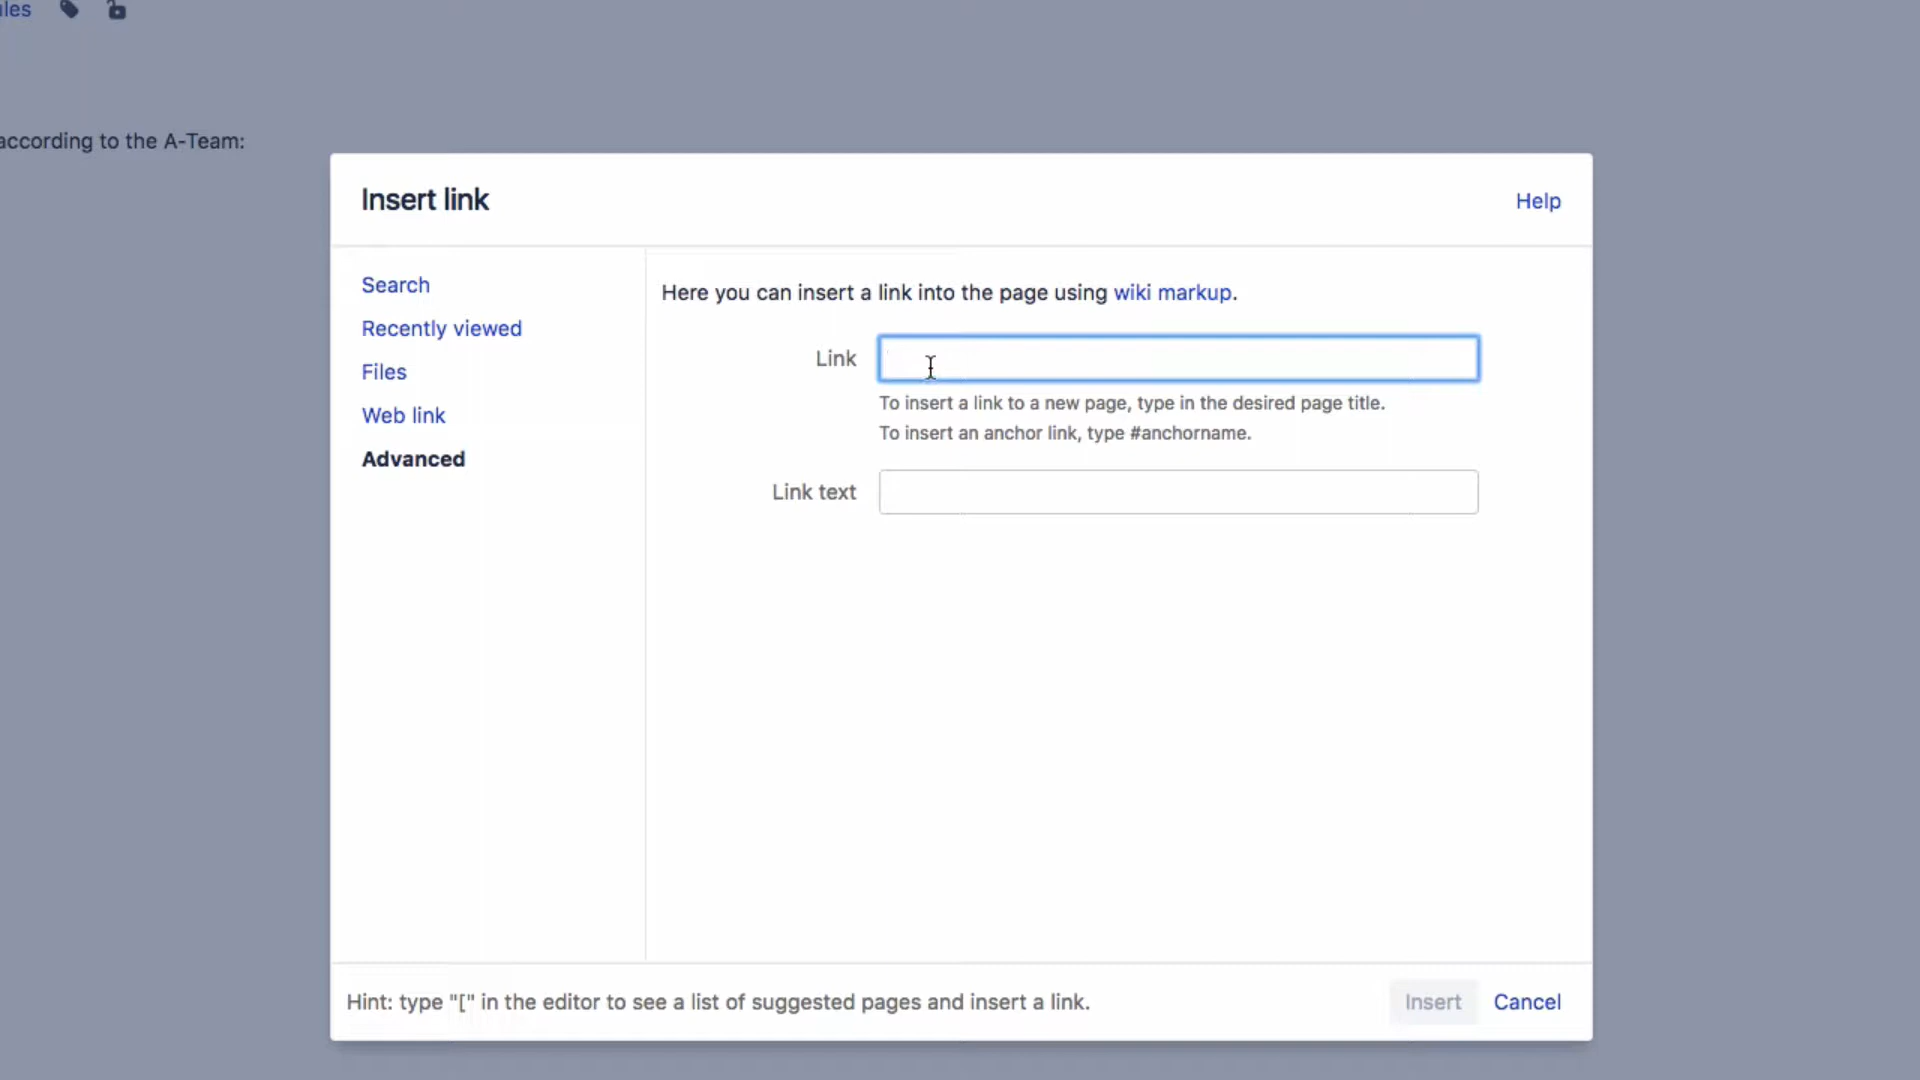 according to the A-Team:
Insert link
Help
Search
Recently viewed
Files
Web link
Advanced
Here you can insert a link into the page using wiki markup.
Link
To insert a link to a new page, type in the desired page title.
To insert an anchor link, type #anchorname.
Link text
Hint: type "[" in the editor to see a list of suggested pages and insert a link.
Insert
Cancel